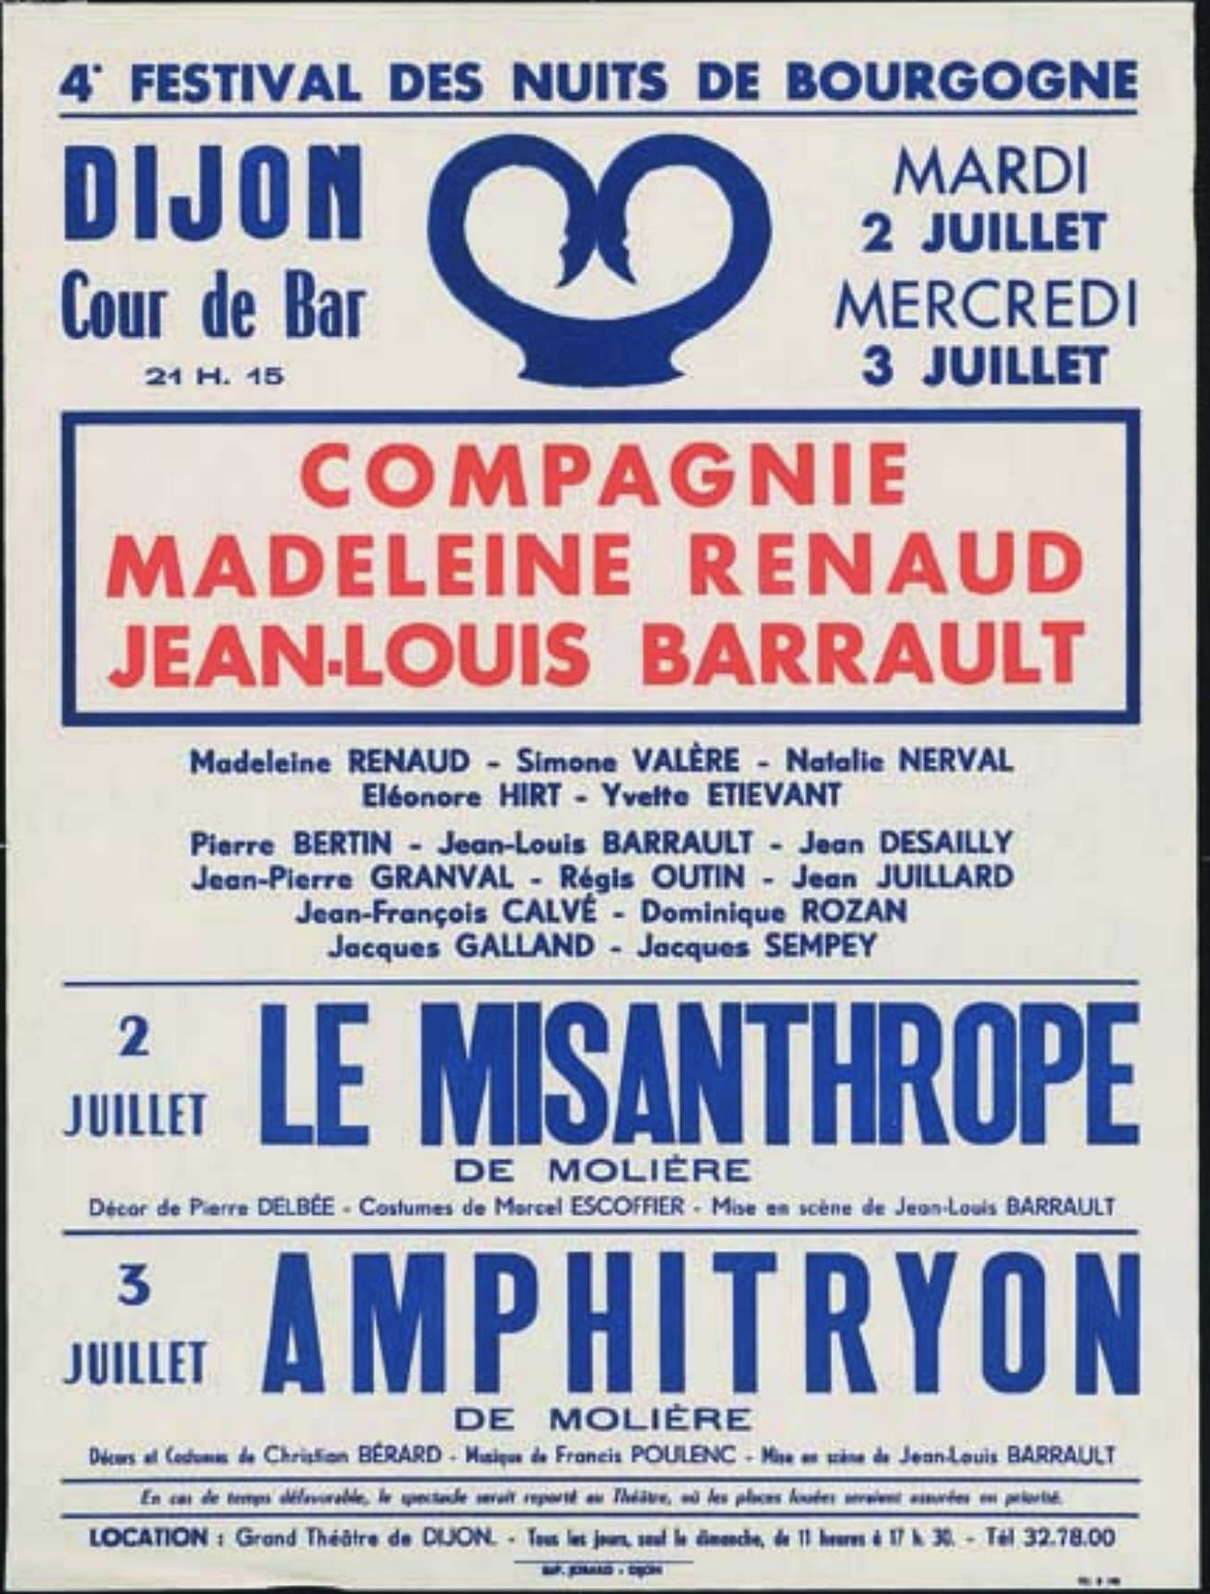 4e FESTIVAL DES NUITS DE BOURGOGNE
DIJON
Cour de Bar
21 H. 15
MARDI
2 JUILLET
MERCREDI
3 JUILLET
COMPAGNIE
MADELEINE RENAUD
JEAN-LOUIS BARRAULT
Madeleine RENAUD - Simone VALÈRE - Natalie NERVAL
Eléonore HIRT - Yvette ETIEVANT
Pierre BERTIN - Jean-Louis BARRAULT - Jean DESAILLY
Jean-Pierre GRANVAL - Régis OUTIN - Jean JUILLARD
Jean-François CALVÉ - Dominique ROZAN
Jacques GALLAND - Jacques SEMPEY
2
JUILLET
LE MISANTHROPE
DE MOLIÈRE
Décor de Pierre DELBÉE - Costumes de Marcel ESCOFFIER - Mise en scène de Jean-Louis BARRAULT
3
JUILLET
AMPHITRYON
DE MOLIÈRE
Décors et Costumes de Christian BÉRARD - Musique de Francis POULENC - Mise en scène de Jean-Louis BARRAULT
En cas de temps défavorable, le spectacle serait reporté au Théâtre, où les places louées seraient assurées en priorité.
LOCATION : Grand Théâtre de DIJON. - Tous les jours, sauf le dimanche, de 11 heures à 17 h. 30. - Tél 32.78.00
IMP. JOBARD - DIJON